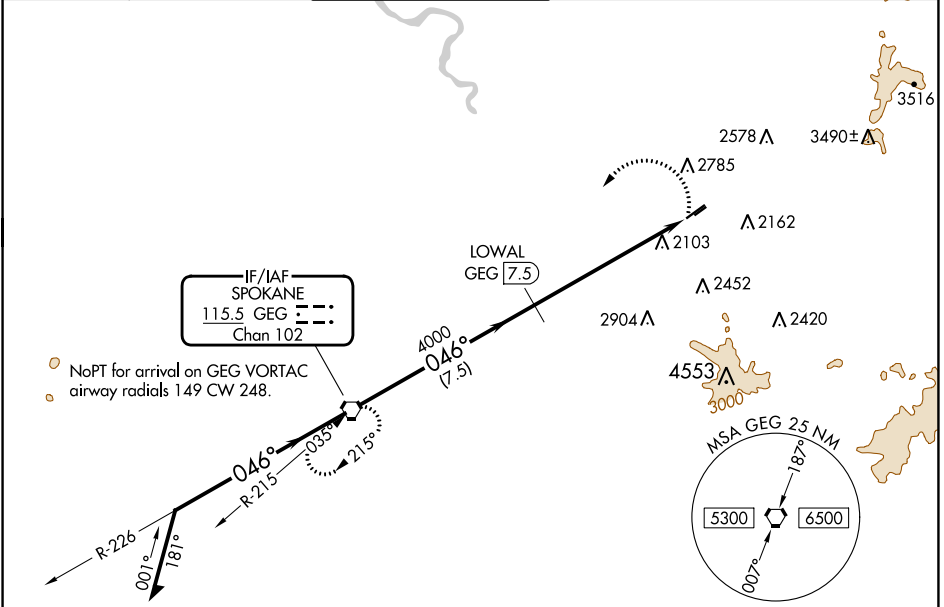 3516
2578
3490±
2785
2162
2103
LOWAL
GEG 7.5
2452
2904
2420
IF/IAF
SPOKANE
115.5 GEG
Chan 102
4000
046°
(7.5)
NoPT for arrival on GEG VORTAC
airway radials 149 CW 248.
4553
3000
046°
035°
215°
R-215
R-226
001°
181°
MSA GEG 25 NM
187°
5300
6500
007°